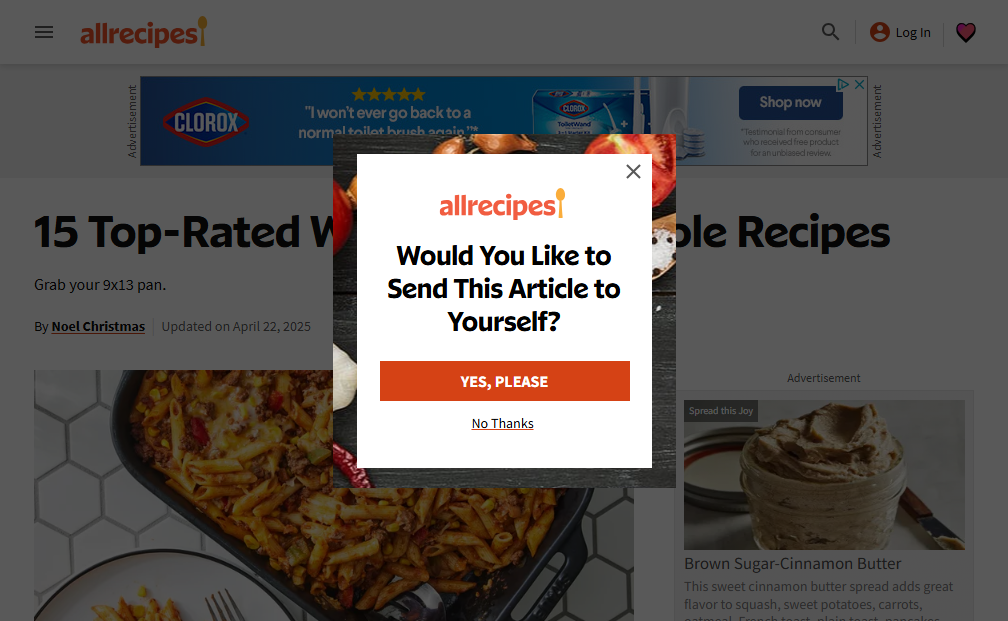 allrecipes
Log In
Advertisement
CLOROX
"I won't ever go back to a
normal toilet brush again."*
CLOROX
ToiletWand
Shop now
*Testimonial from consumer
who received free product
for an unbiased review.
Advertisement
15 Top-Rated W
ole Recipes
Grab your 9x13 pan.
By Noel Christmas
Updated on April 22, 2025
allrecipes
Would You Like to
Send This Article to
Yourself?
YES, PLEASE
No Thanks
Advertisement
Spread this Joy
Brown Sugar-Cinnamon Butter
This sweet cinnamon butter spread adds great
flavor to squash, sweet potatoes, carrots,
oatmeal, French toast, plain toast, pancakes,